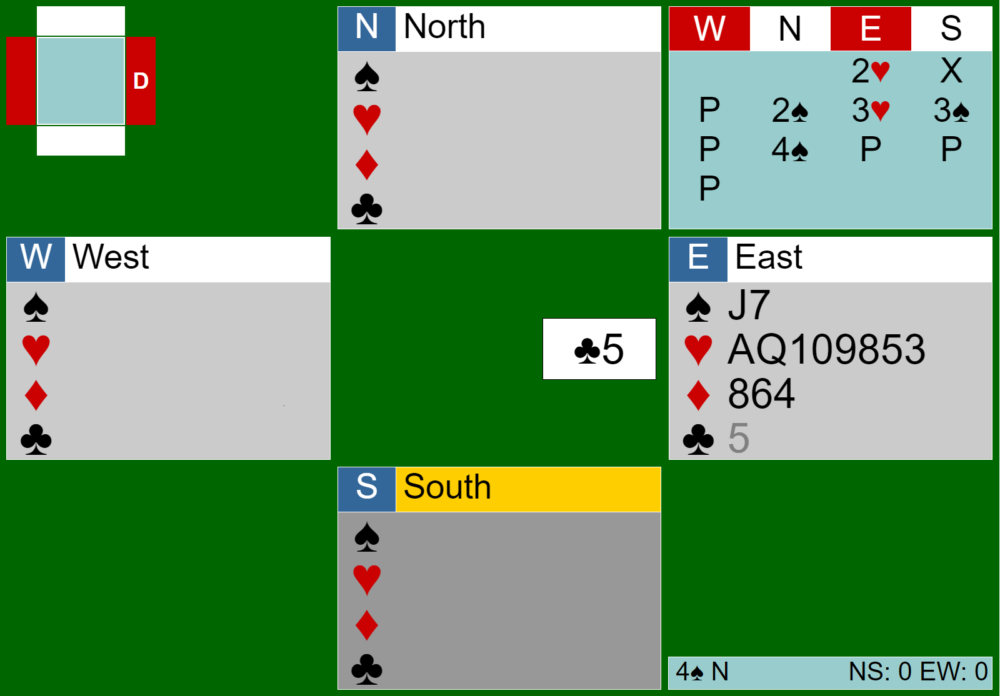 D
N North
♠
♥
♦
♣
W N E S
2♥ X
P 2♠ 3♥ 3♠
P 4♠ P P
P
W West
♠
♥
♦
♣
♣5
E East
♠ J7
♥ AQ109853
♦ 864
♣ 5
S South
♠
♥
♦
♣
4♠ N NS: 0 EW: 0